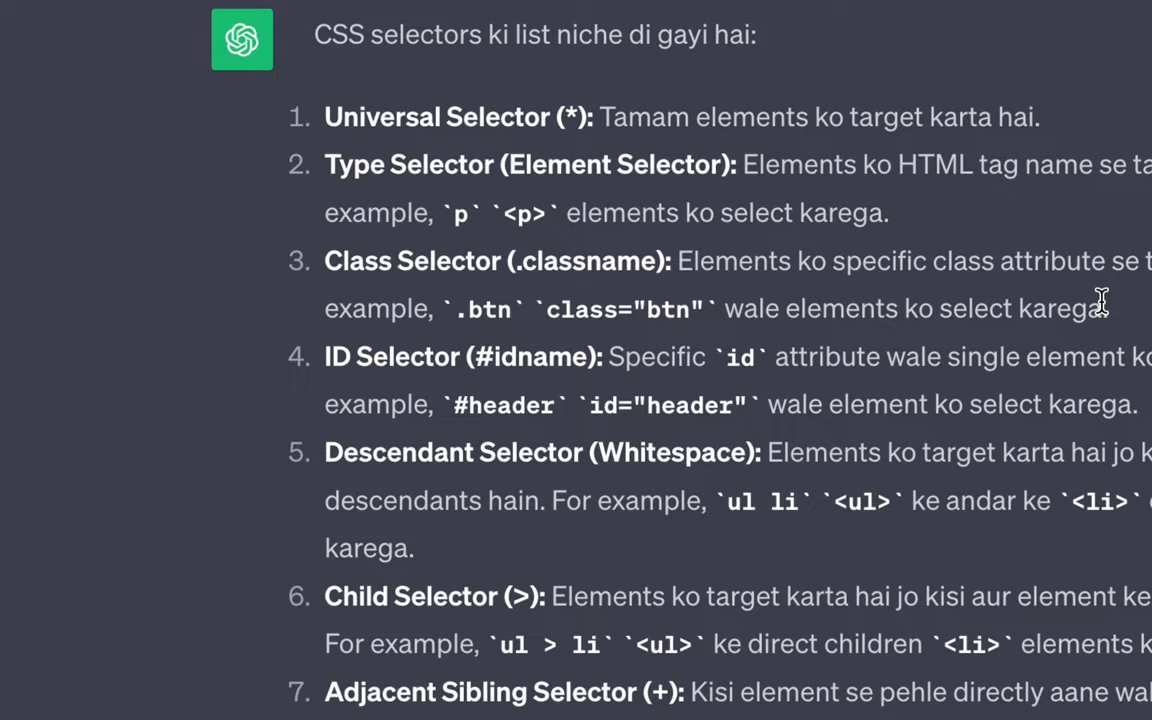 CSS selectors ki list niche di gayi hai:
1. Universal Selector (*): Tamam elements ko target karta hai.
2. Type Selector (Element Selector): Elements ko HTML tag name se
example, `p` `<p>` elements ko select karega.
3. Class Selector (.classname): Elements ko specific class attribute se
example, `.btn` `class="btn"` wale elements ko select karega.
4. ID Selector (#idname): Specific `id` attribute wale single element
example, `#header` `id="header"` wale element ko select karega.
5. Descendant Selector (Whitespace): Elements ko target karta hai jo
descendants hain. For example, `ul li` `<ul>` ke andar ke `<li>`
karega.
6. Child Selector (>): Elements ko target karta hai jo kisi aur element ke
For example, `ul > li` `<ul>` ke direct children `<li>` elements
7. Adjacent Sibling Selector (+): Kisi element se pehle directly aane